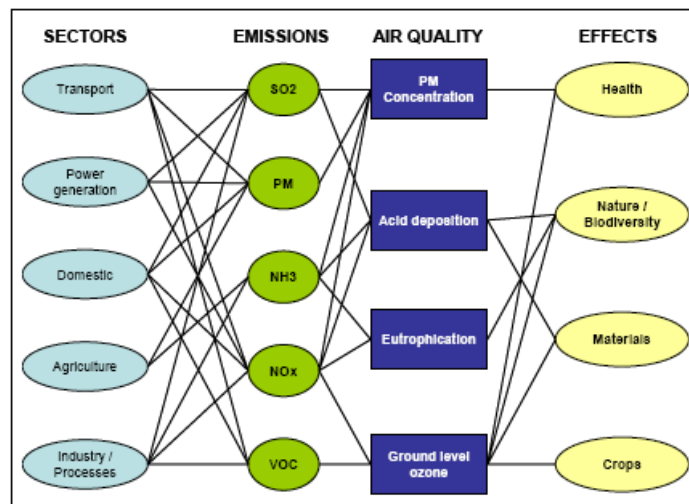 SECTORS
EMISSIONS
AIR QUALITY
EFFECTS
Transport
SO2
PM
Concentration
Health
Power
generation
PM
Acid deposition
Nature /
Biodiversity
Domestic
NH3
Eutrophication
Materials
Agriculture
NOx
Industry /
Processes
VOC
Ground level
ozone
Crops